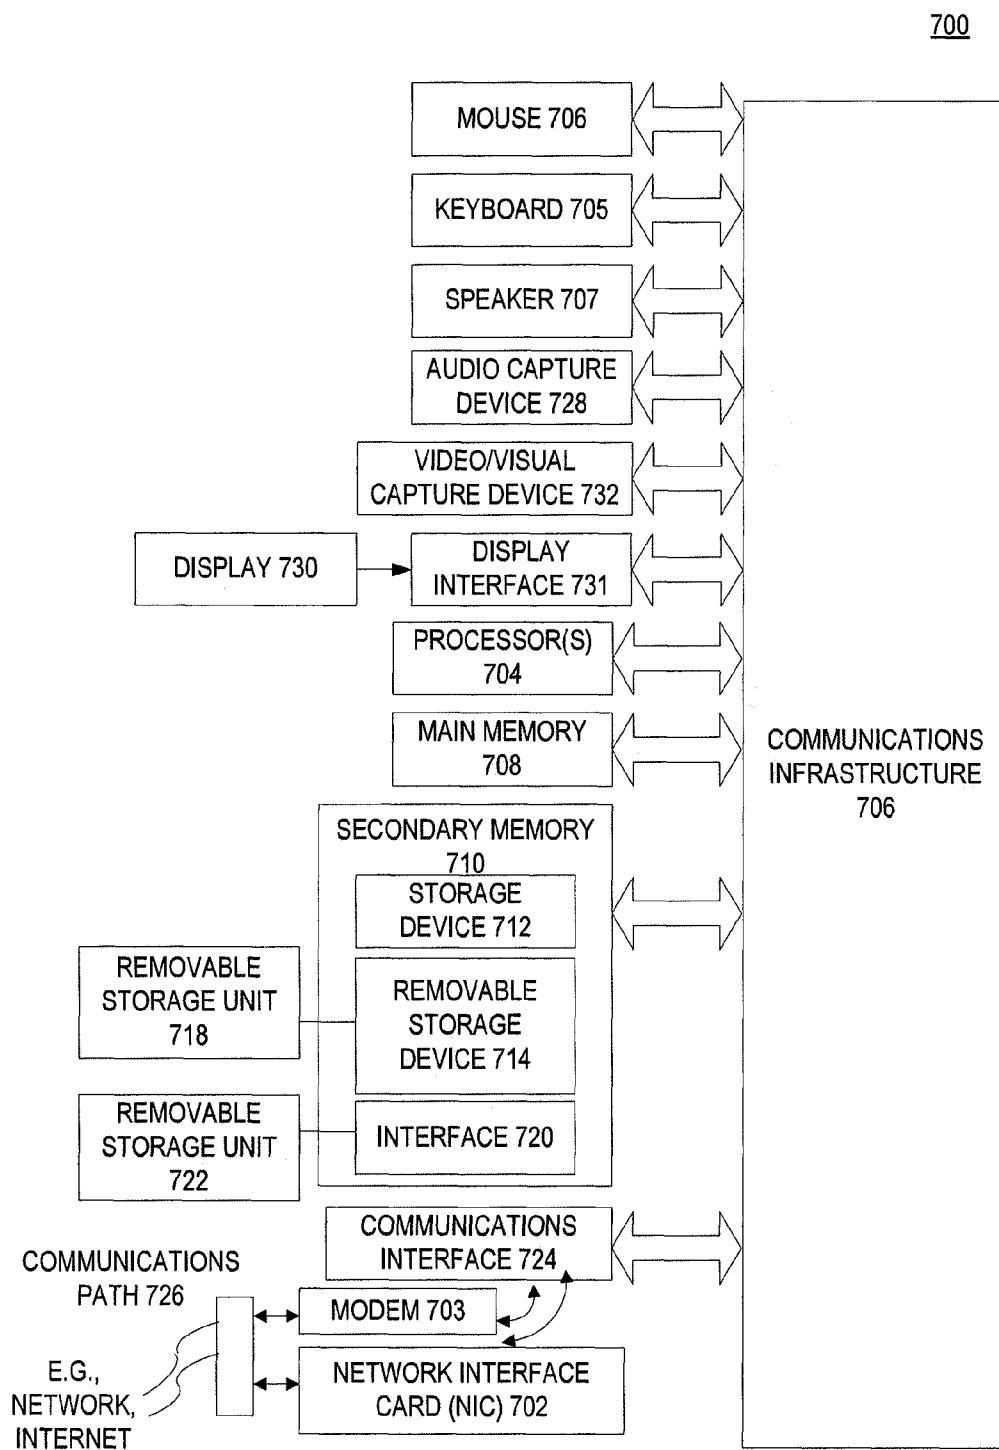 700
MOUSE 706
KEYBOARD 705
SPEAKER 707
AUDIO CAPTURE
DEVICE 728
VIDEO/VISUAL
CAPTURE DEVICE 732
DISPLAY 730
DISPLAY
INTERFACE 731
PROCESSOR(S)
704
MAIN MEMORY
708
COMMUNICATIONS
INFRASTRUCTURE
706
SECONDARY MEMORY
710
STORAGE
DEVICE 712
REMOVABLE
STORAGE UNIT
718
REMOVABLE
STORAGE
DEVICE 714
REMOVABLE
STORAGE UNIT
722
INTERFACE 720
COMMUNICATIONS
INTERFACE 724
COMMUNICATIONS
PATH 726
MODEM 703
E.G.,
NETWORK,
INTERNET
NETWORK INTERFACE
CARD (NIC) 702